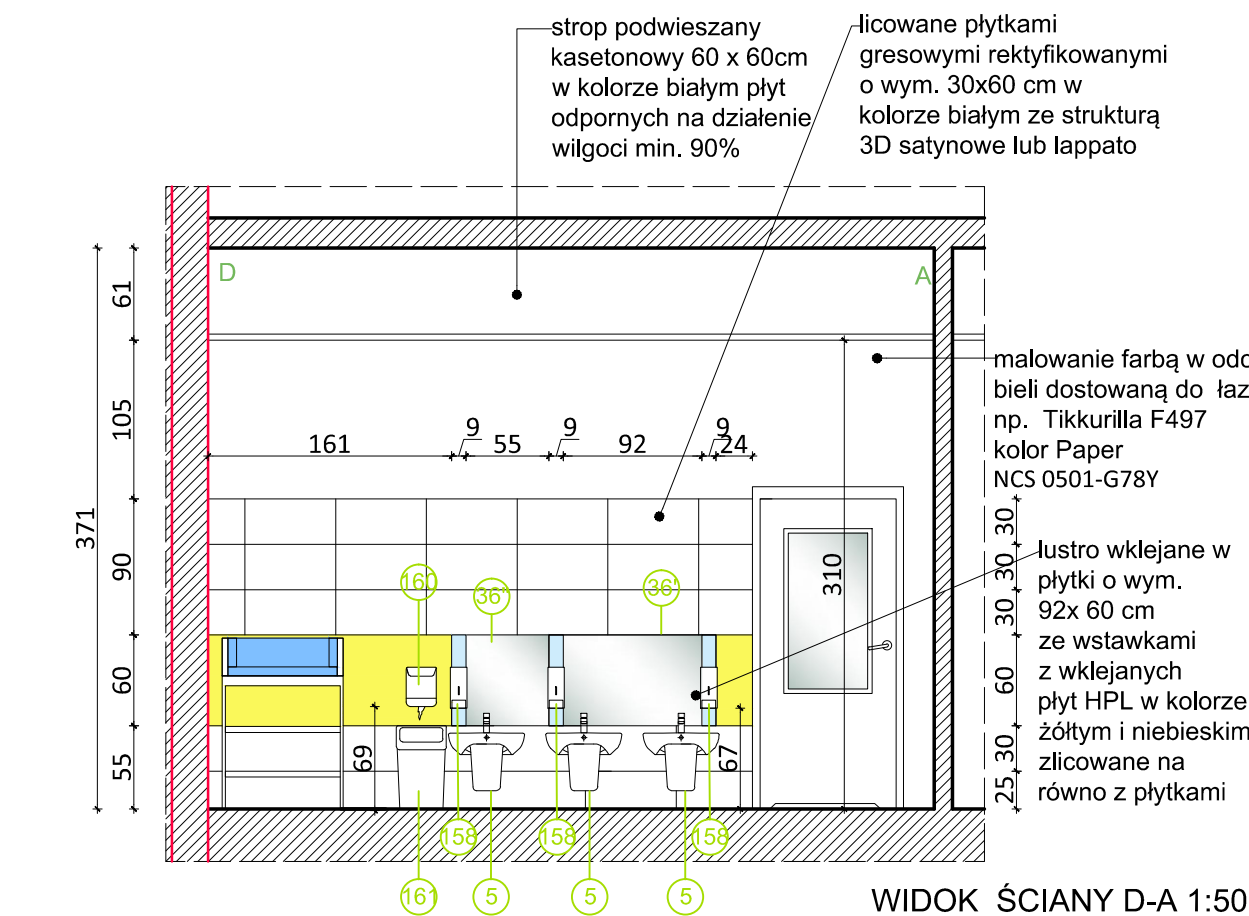 strop podwieszany
kasetonowy 60 x 60cm
w kolorze białym płyt
odpornych na działenie
wilgoci min. 90%
licowane płytkami
gresowymi rektyfikowanymi
o wym. 30x60 cm w
kolorze białym ze strukturą
3D satynowe lub lappato
D
A
malowanie farbą w odc
bieli dostowaną do łaz
np. Tikkurilla F497
kolor Paper
NCS 0501-G78Y
lustro wklejane w
płytki o wym.
92x 60 cm
ze wstawkami
z wklejanych
płyt HPL w kolorze
żółtym i niebieskim
zlicowane na
równo z płytkami
371
61
105
90
60
55
161
9
55
9
92
9
24
310
30
30
30
60
30
25
160
36"
36'
69
67
158
158
158
161
5
5
5
WIDOK ŚCIANY D-A 1:50